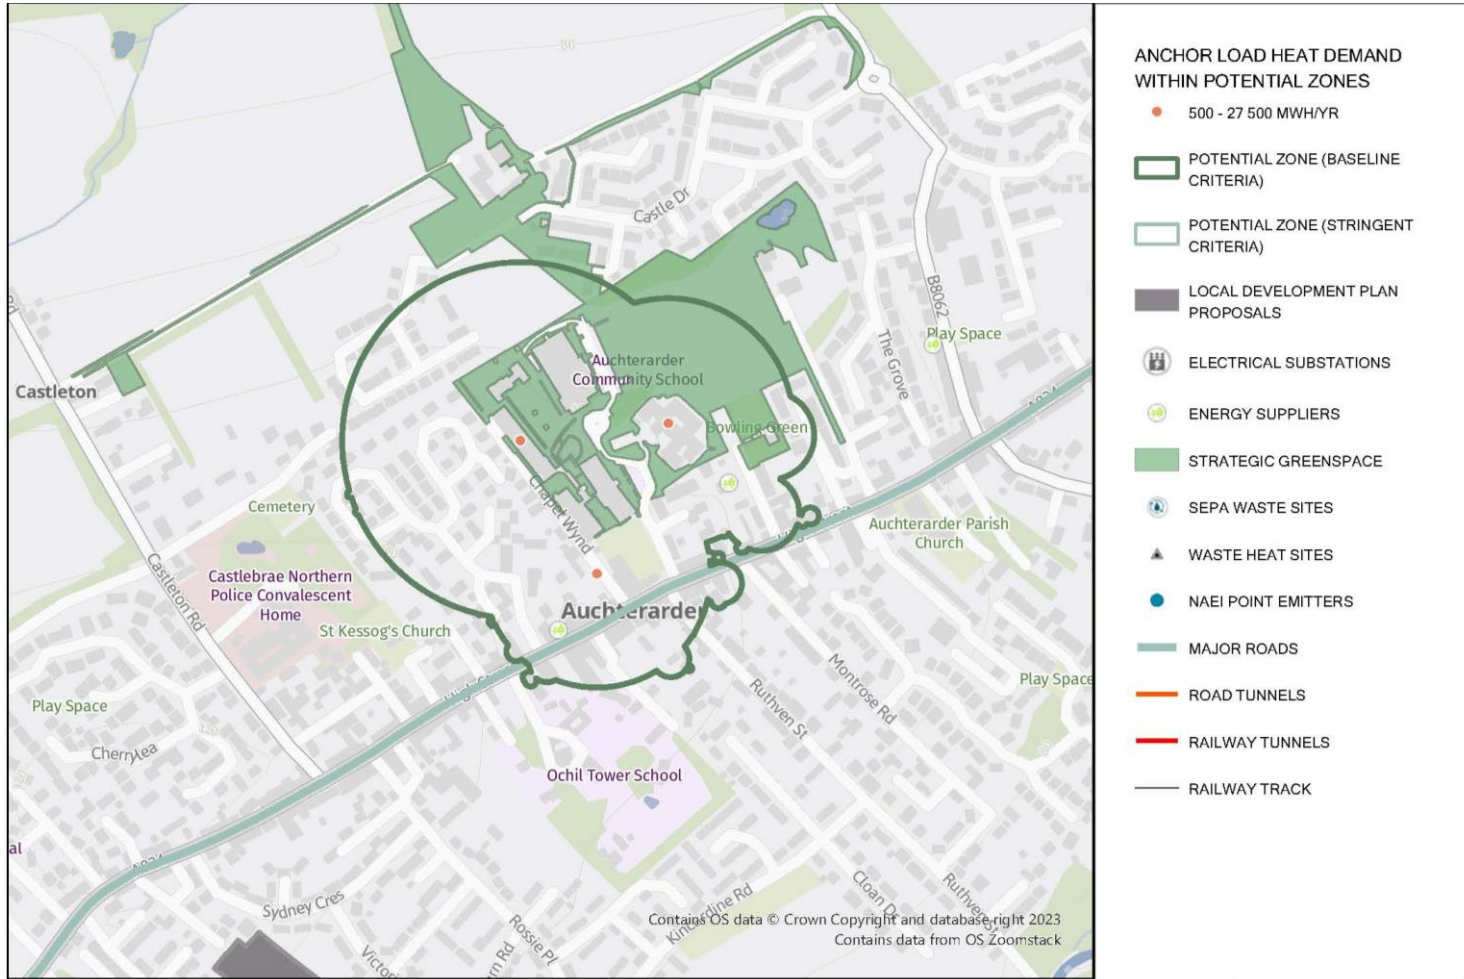 Castle Dr
B8062
Play Space
The Grove
Castleton
Auchterarder
Community School
Bowling Green
Cemetery
Chapel Wynd
Auchterarder Parish
Church
Castleton Rd
Castlebrae Northern
Police Convalescent
Home
St Kessog's Church
Auchterarder
Play Space
Cherrylea
Ruthven St
Montrose Rd
Play Space
Ochil Tower School
A824
Sydney Cres
Rossie Pl
Kincardine Rd
Ruthven St
Contains OS data © Crown Copyright and database right 2023
Contains data from OS Zoomstack
ANCHOR LOAD HEAT DEMAND
WITHIN POTENTIAL ZONES
500 - 27 500 MWH/YR
POTENTIAL ZONE (BASELINE
CRITERIA)
POTENTIAL ZONE (STRINGENT
CRITERIA)
LOCAL DEVELOPMENT PLAN
PROPOSALS
ELECTRICAL SUBSTATIONS
ENERGY SUPPLIERS
STRATEGIC GREENSPACE
SEPA WASTE SITES
WASTE HEAT SITES
NAEI POINT EMITTERS
MAJOR ROADS
ROAD TUNNELS
RAILWAY TUNNELS
RAILWAY TRACK